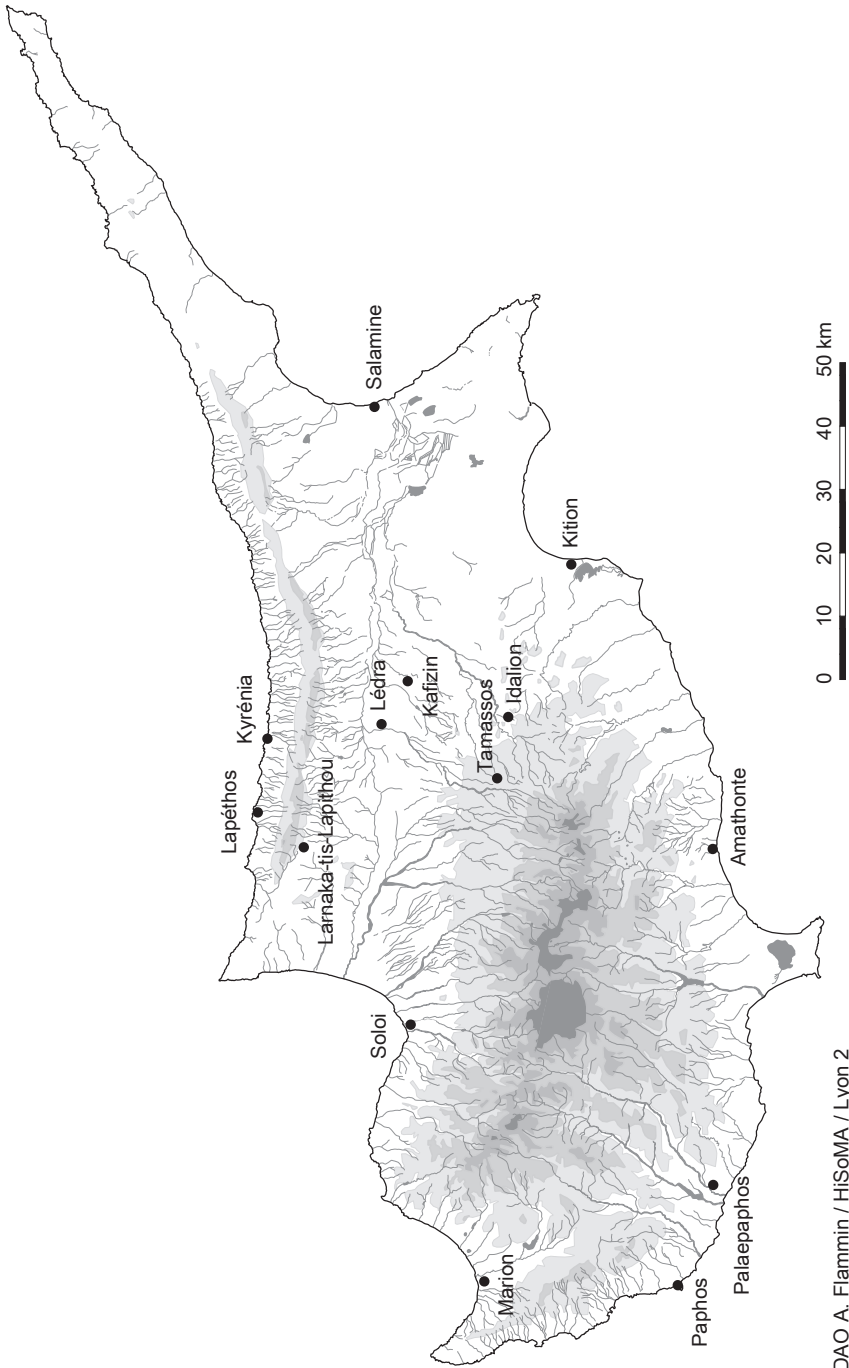 Lapéthos
Kyrénia
Larnaka-tis-Lapithou
Salamine
Lédra
Kafizin
Soloi
Tamassos
Idalion
Kition
Marion
Amathonte
Paphos
Palaepaphos
0 10 20 30 40 50 km
DAO A. Flammin / HiSoMA / Lyon 2